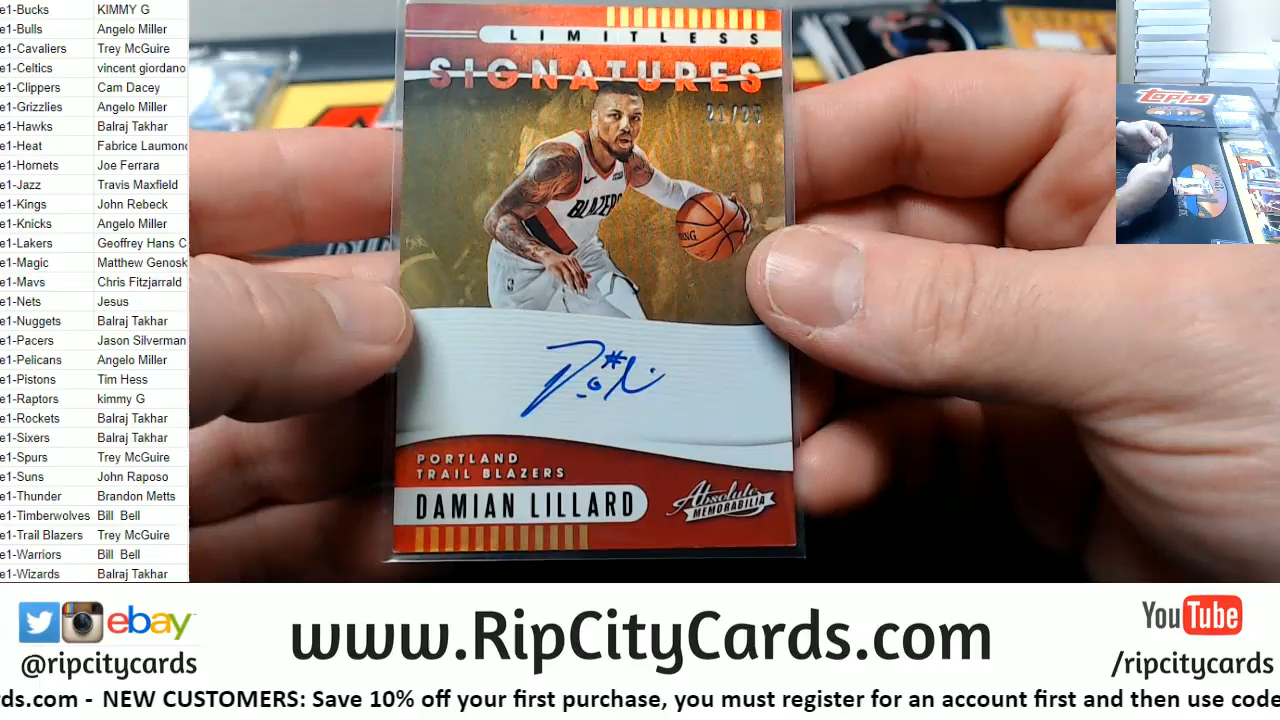 e1-Bucks KIMMY G
e1-Bulls Angelo Miller
e1-Cavaliers Trey McGuire
e1-Celtics vincent giordano
e1-Clippers Cam Dacey
e1-Grizzlies Angelo Miller
e1-Hawks Balraj Takhar
e1-Heat Fabrice Laumond
e1-Hornets Joe Ferrara
e1-Jazz Travis Maxfield
e1-Kings John Rebeck
e1-Knicks Angelo Miller
e1-Lakers Geoffrey Hans C
e1-Magic Matthew Genosk
e1-Mavs Chris Fitzjarrald
e1-Nets Jesus
e1-Nuggets Balraj Takhar
e1-Pacers Jason Silverman
e1-Pelicans Angelo Miller
e1-Pistons Tim Hess
e1-Raptors kimmy G
e1-Rockets Balraj Takhar
e1-Sixers Balraj Takhar
e1-Spurs Trey McGuire
e1-Suns John Raposo
e1-Thunder Brandon Metts
e1-Timberwolves Bill Bell
e1-Trail Blazers Trey McGuire
e1-Warriors Bill Bell
e1-Wizards Balraj Takhar
LIMITLESS
SIGNATURES
BLAZERS
PORTLAND
TRAIL BLAZERS
DAMIAN LILLARD
Absolute
MEMORABILIA
topps
ebay
@ripcitycards
www.RipCityCards.com
YouTube
/ripcitycards
ds.com - NEW CUSTOMERS: Save 10% off your first purchase, you must register for an account first and then use code